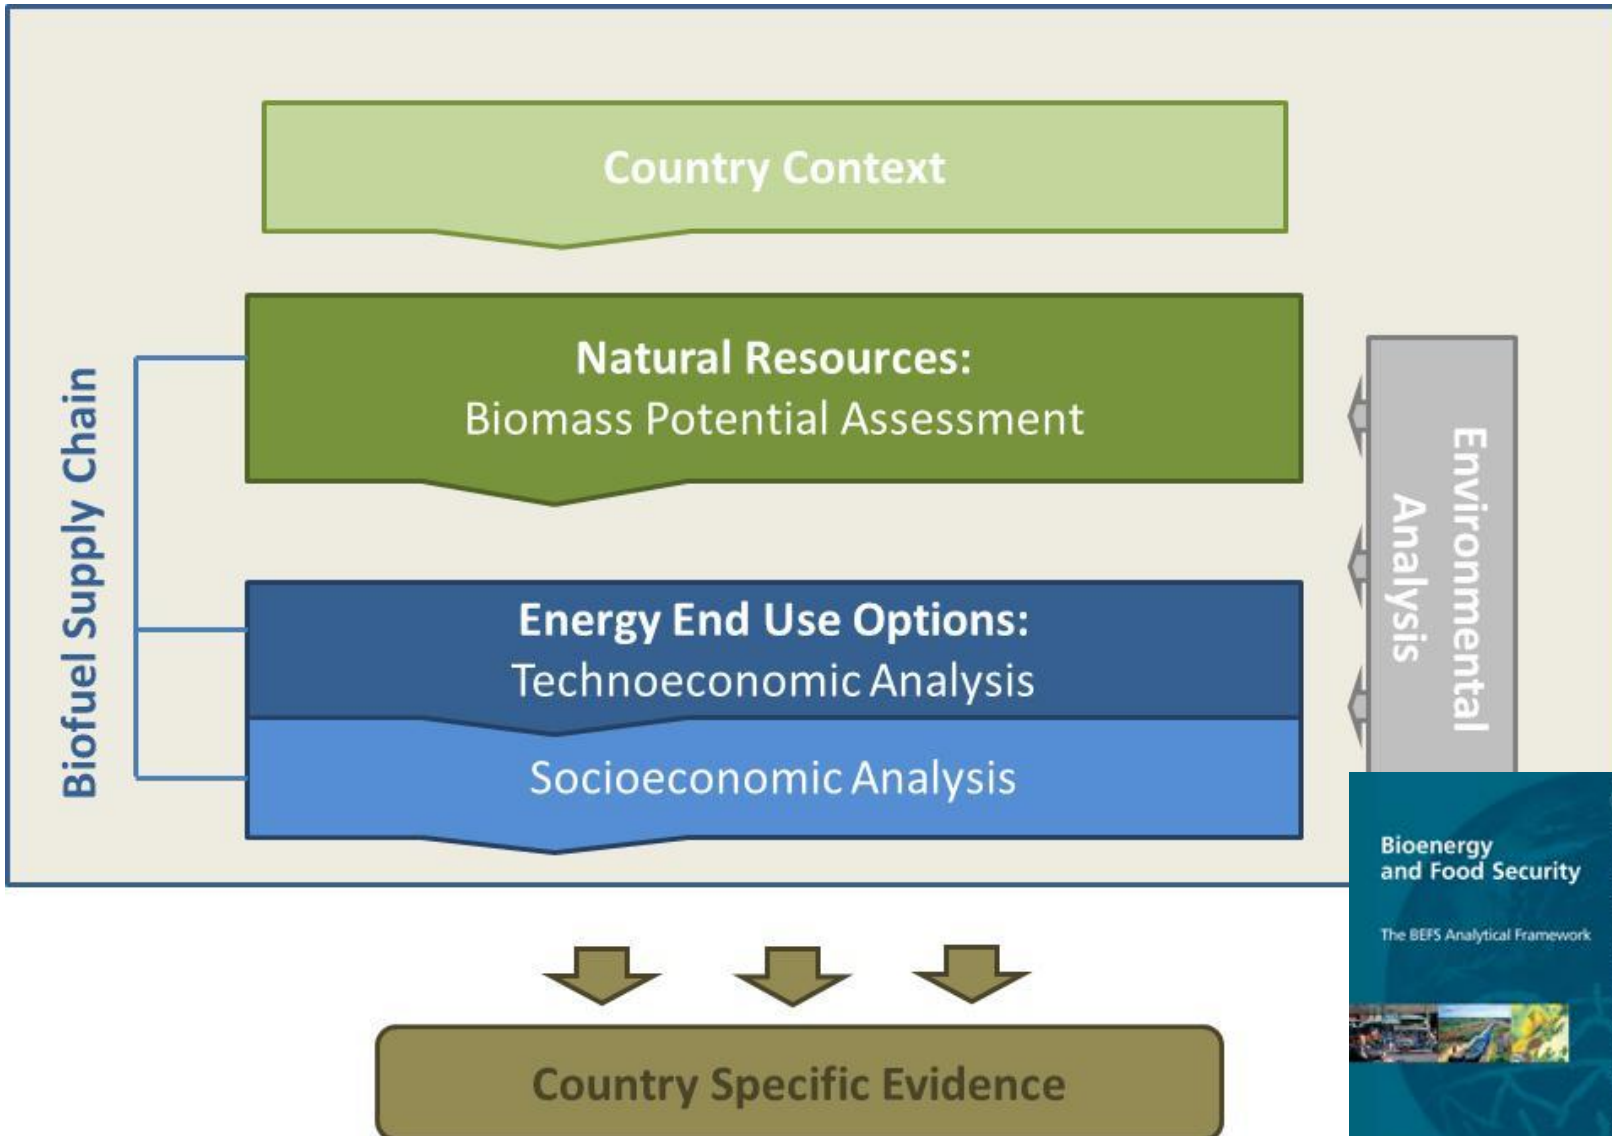 Country Context
Biofuel Supply Chain
Natural Resources:
Biomass Potential Assessment
Energy End Use Options:
Technoeconomic Analysis
Socioeconomic Analysis
Environmental
Analysis
Bioenergy
and Food Security
The BEFS Analytical Framework
Country Specific Evidence